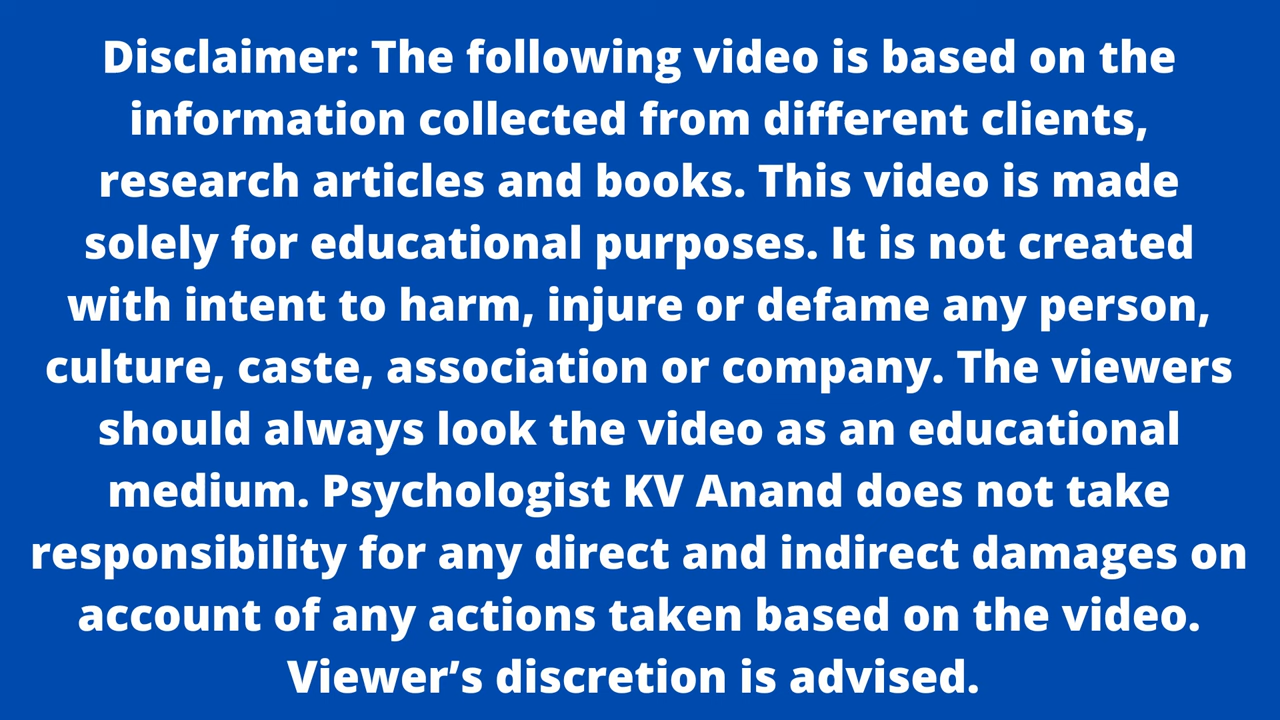 Disclaimer: The following video is based on the
information collected from different clients,
research articles and books. This video is made
solely for educational purposes. It is not created
with intent to harm, injure or defame any person,
culture, caste, association or company. The viewers
should always look the video as an educational
medium. Psychologist KV Anand does not take
responsibility for any direct and indirect damages on
account of any actions taken based on the video.
Viewer’s discretion is advised.